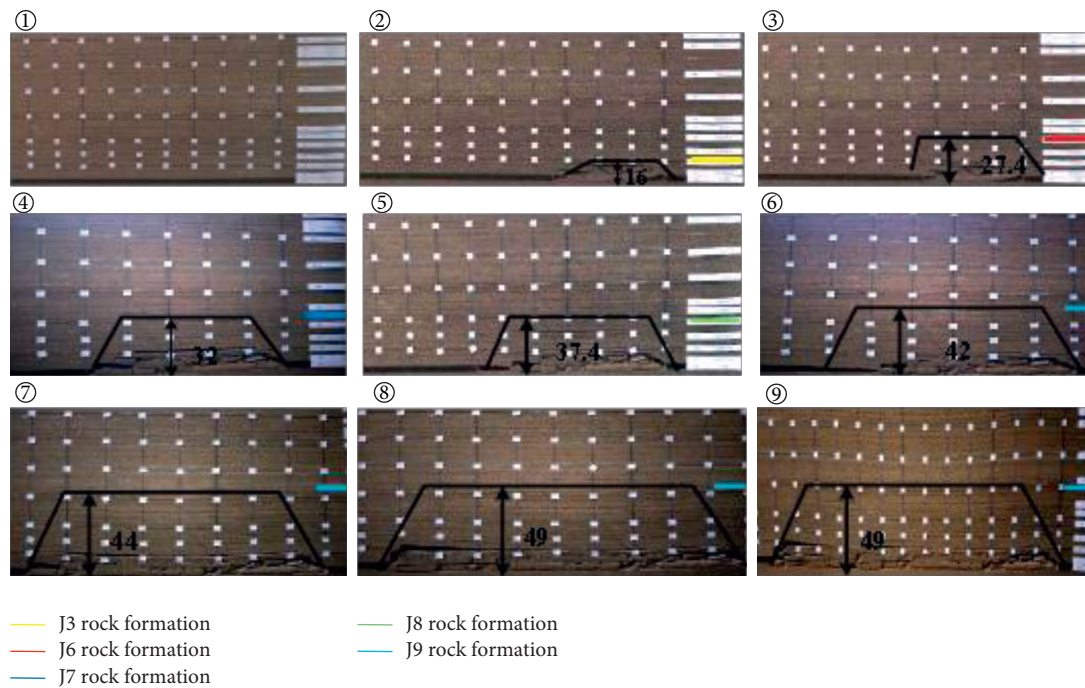 ① ② ③
16
27.4
④ ⑤ ⑥
32
37.4
42
⑦ ⑧ ⑨
44
49
49
J3 rock formation
J6 rock formation
J7 rock formation
J8 rock formation
J9 rock formation